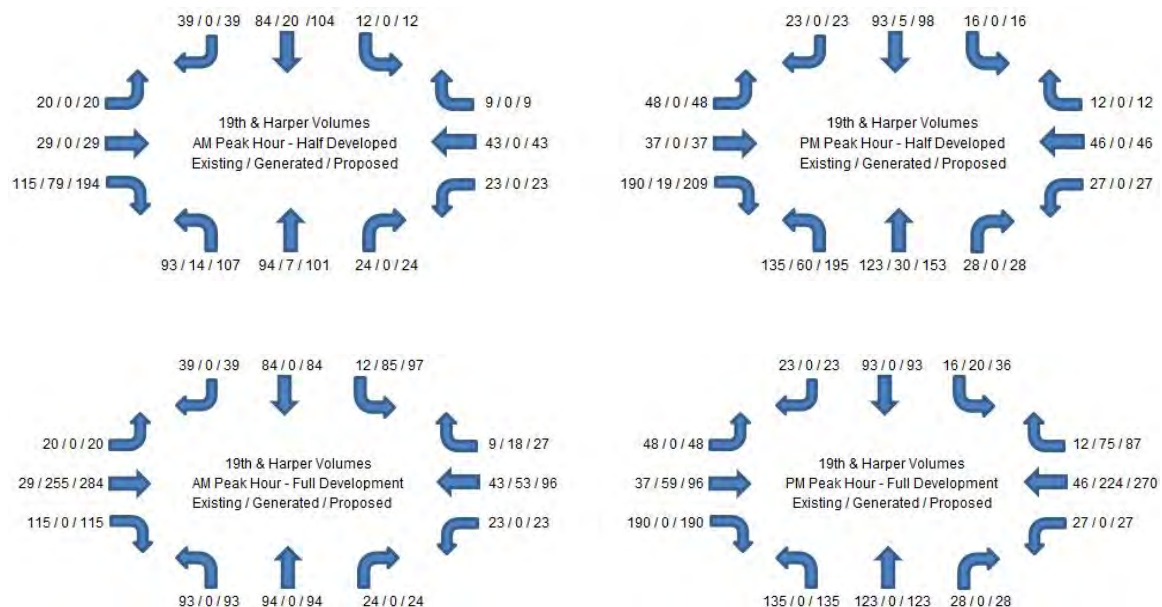 39 / 0 / 39 84 / 20 / 104 12 / 0 / 12
20 / 0 / 20 9 / 0 / 9
19th & Harper Volumes
29 / 0 / 29 AM Peak Hour - Half Developed 43 / 0 / 43
Existing / Generated / Proposed
115 / 79 / 194 23 / 0 / 23
93 / 14 / 107 94 / 7 / 101 24 / 0 / 24
23 / 0 / 23 93 / 5 / 98 16 / 0 / 16
48 / 0 / 48 12 / 0 / 12
19th & Harper Volumes
37 / 0 / 37 PM Peak Hour - Half Developed 46 / 0 / 46
Existing / Generated / Proposed
190 / 19 / 209 27 / 0 / 27
135 / 60 / 195 123 / 30 / 153 28 / 0 / 28
39 / 0 / 39 84 / 0 / 84 12 / 85 / 97
20 / 0 / 20 9 / 18 / 27
19th & Harper Volumes
29 / 255 / 284 AM Peak Hour - Full Development 43 / 53 / 96
Existing / Generated / Proposed
115 / 0 / 115 23 / 0 / 23
93 / 0 / 93 94 / 0 / 94 24 / 0 / 24
23 / 0 / 23 93 / 0 / 93 16 / 20 / 36
48 / 0 / 48 12 / 75 / 87
19th & Harper Volumes
37 / 59 / 96 PM Peak Hour - Full Development 46 / 224 / 270
Existing / Generated / Proposed
190 / 0 / 190 27 / 0 / 27
135 / 0 / 135 123 / 0 / 123 28 / 0 / 28